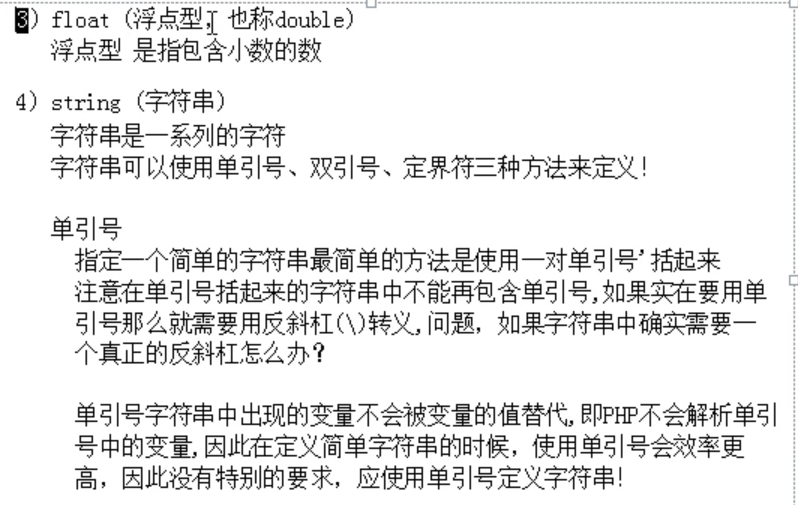 3) float (浮点型, 也称double)
浮点型 是指包含小数的数
4) string (字符串)
字符串是一系列的字符
字符串可以使用单引号、双引号、定界符三种方法来定义!
单引号
指定一个简单的字符串最简单的方法是使用一对单引号'括起来
注意在单引号括起来的字符串中不能再包含单引号,如果实在要用单
引号那么就需要用反斜杠(\)转义,问题，如果字符串中确实需要一
个真正的反斜杠怎么办?
单引号字符串中出现的变量不会被变量的值替代,即PHP不会解析单引
号中的变量,因此在定义简单字符串的时候，使用单引号会效率更
高，因此没有特别的要求，应使用单引号定义字符串!